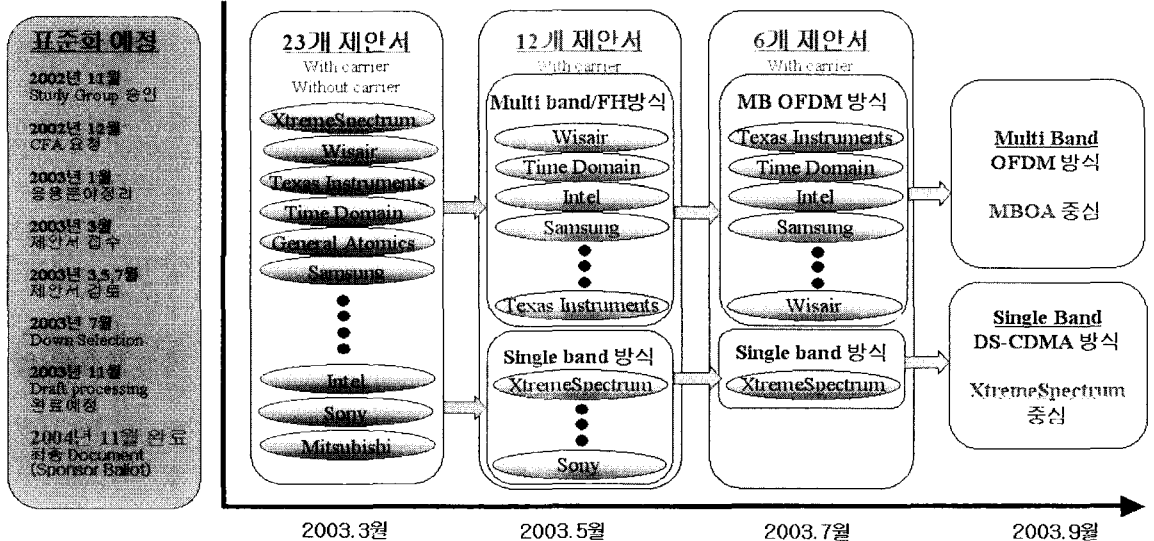 표준화 예정
2002년 11월
Study Group 승인
2002년 12월
CFA 요청
2003년 1월
응용분야정리
2003년 3월
제안서 접수
2003년 3,5,7월
제안서 검토
2003년 7월
Down Selection
2003년 11월
Draft processing
완료예정
2004년 11월 완료
최종 Document
(Sponsor Ballot)
23개 제안서
With carrier
Without carrier
XtremeSpectrum
Wisair
Texas Instruments
Time Domain
General Atomics
Samsung
Intel
Sony
Mitsubishi
12개 제안서
With carrier
Multi band/FH방식
Wisair
Time Domain
Intel
Samsung
Texas Instruments
Single band 방식
XtremeSpectrum
Sony
6개 제안서
With carrier
MB OFDM 방식
Texas Instruments
Time Domain
Intel
Samsung
Wisair
Single band 방식
XtremeSpectrum
Multi Band
OFDM 방식
MBOA 중심
Single Band
DS-CDMA 방식
XtremeSpectrum
중심
2003.3월
2003.5월
2003.7월
2003.9월